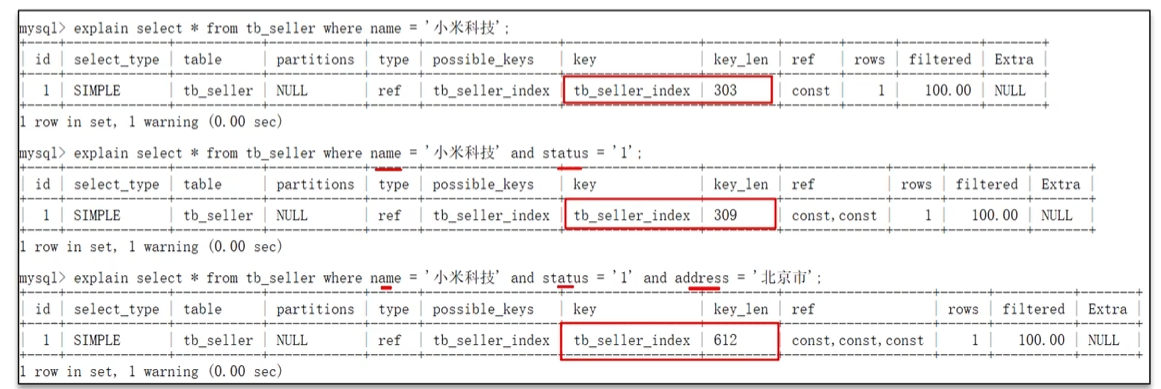 mysql> explain select * from tb_seller where name = '小米科技';
| id | select_type | table | partitions | type | possible_keys | key | key_len | ref | rows | filtered | Extra |
| 1 | SIMPLE | tb_seller | NULL | ref | tb_seller_index | tb_seller_index | 303 | const | 1 | 100.00 | NULL |
1 row in set, 1 warning (0.00 sec)
mysql> explain select * from tb_seller where name = '小米科技' and status = '1';
| id | select_type | table | partitions | type | possible_keys | key | key_len | ref | rows | filtered | Extra |
| 1 | SIMPLE | tb_seller | NULL | ref | tb_seller_index | tb_seller_index | 309 | const,const | 1 | 100.00 | NULL |
1 row in set, 1 warning (0.00 sec)
mysql> explain select * from tb_seller where name = '小米科技' and status = '1' and address = '北京市';
| id | select_type | table | partitions | type | possible_keys | key | key_len | ref | rows | filtered | Extra |
| 1 | SIMPLE | tb_seller | NULL | ref | tb_seller_index | tb_seller_index | 612 | const,const,const | 1 | 100.00 | NULL |
1 row in set, 1 warning (0.00 sec)